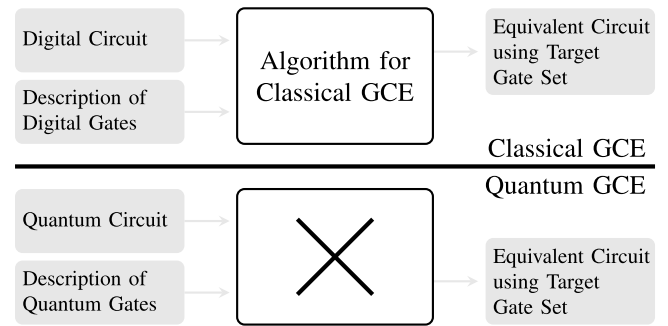 Digital Circuit
Description of
Digital Gates
Algorithm for
Classical GCE
Equivalent Circuit
using Target
Gate Set
Classical GCE
Quantum GCE
Quantum Circuit
Description of
Quantum Gates
Equivalent Circuit
using Target
Gate Set